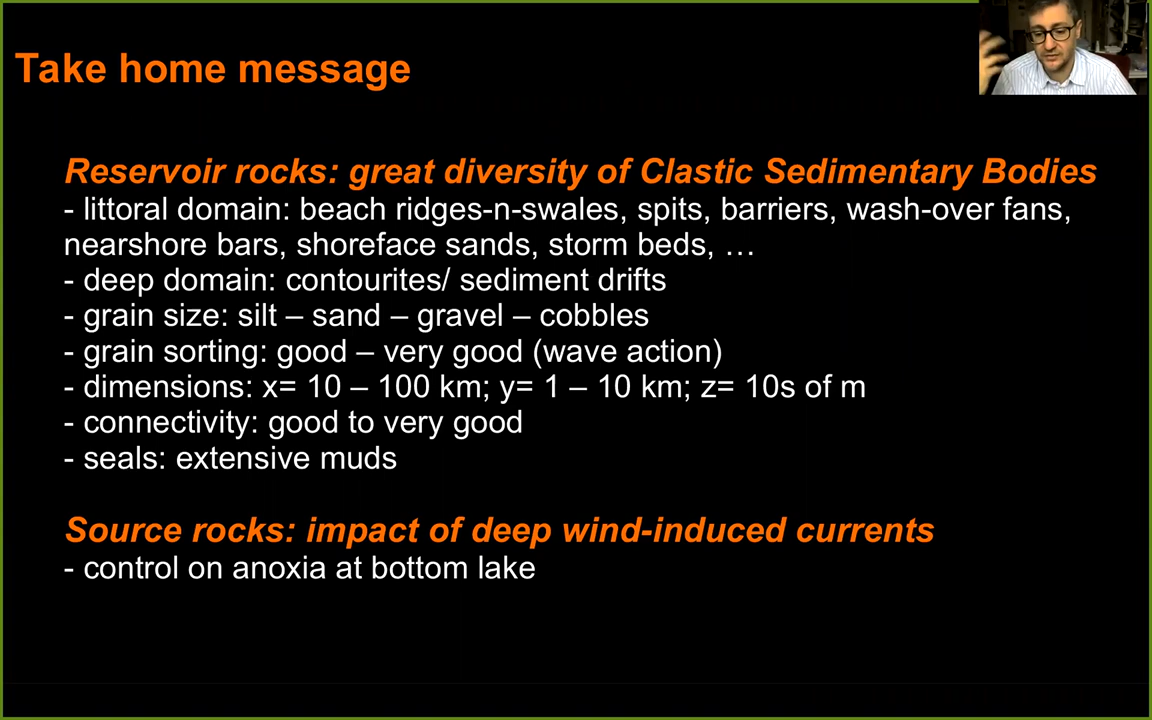 Take home message
Reservoir rocks: great diversity of Clastic Sedimentary Bodies
- littoral domain: beach ridges-n-swales, spits, barriers, wash-over fans,
nearshore bars, shoreface sands, storm beds, …
- deep domain: contourites/ sediment drifts
- grain size: silt – sand – gravel – cobbles
- grain sorting: good – very good (wave action)
- dimensions: x= 10 – 100 km; y= 1 – 10 km; z= 10s of m
- connectivity: good to very good
- seals: extensive muds
Source rocks: impact of deep wind-induced currents
- control on anoxia at bottom lake